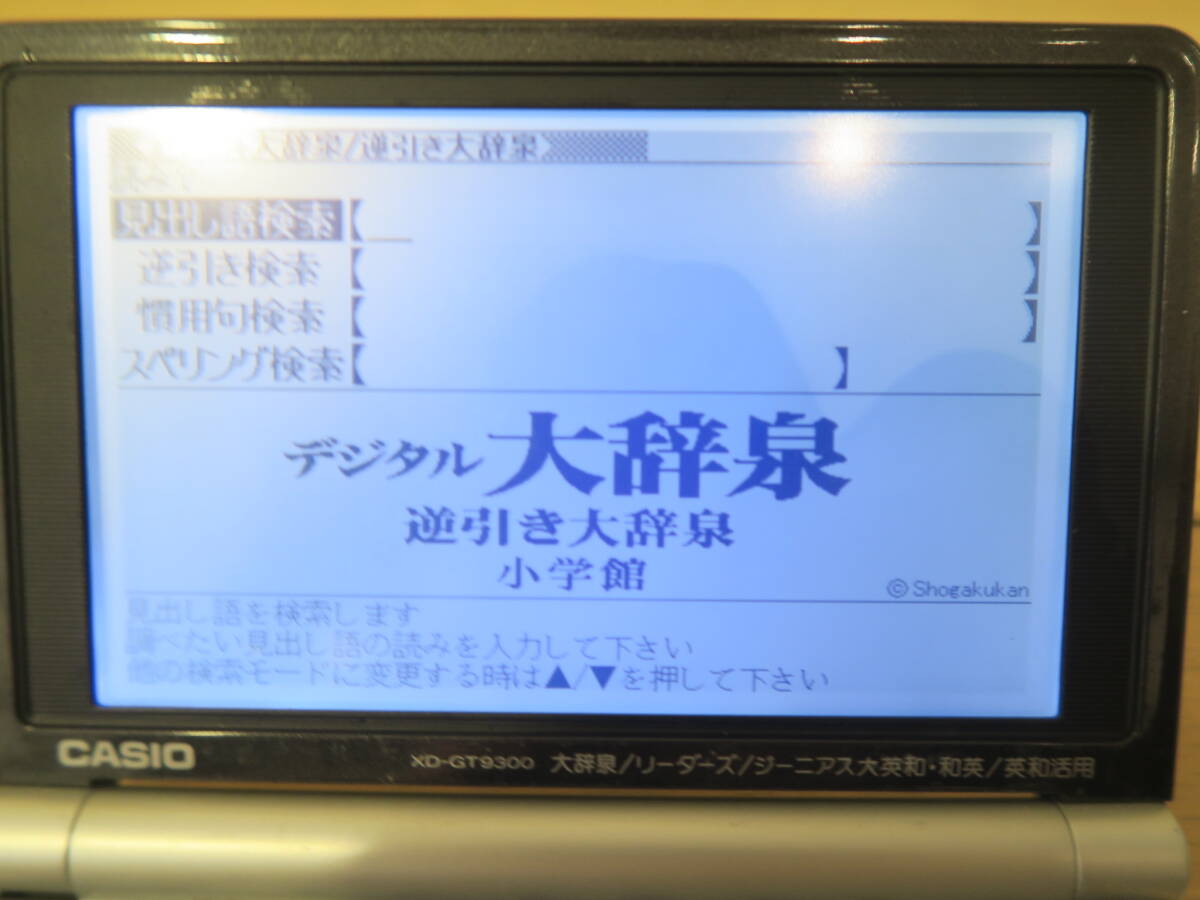 大辞泉/逆引き大辞泉
見出し語検索【 】
逆引き検索【 】
慣用句検索【 】
スペリング検索【 】
デジタル 大辞泉
逆引き大辞泉
小学館
© Shogakukan
見出し語を検索します
調べたい見出し語の読みを入力して下さい
他の検索モードに変更する時は▲/▼を押して下さい
CASIO
XD-GT9300 大辞泉/リーダーズ/ジーニアス大英和・和英/英和活用